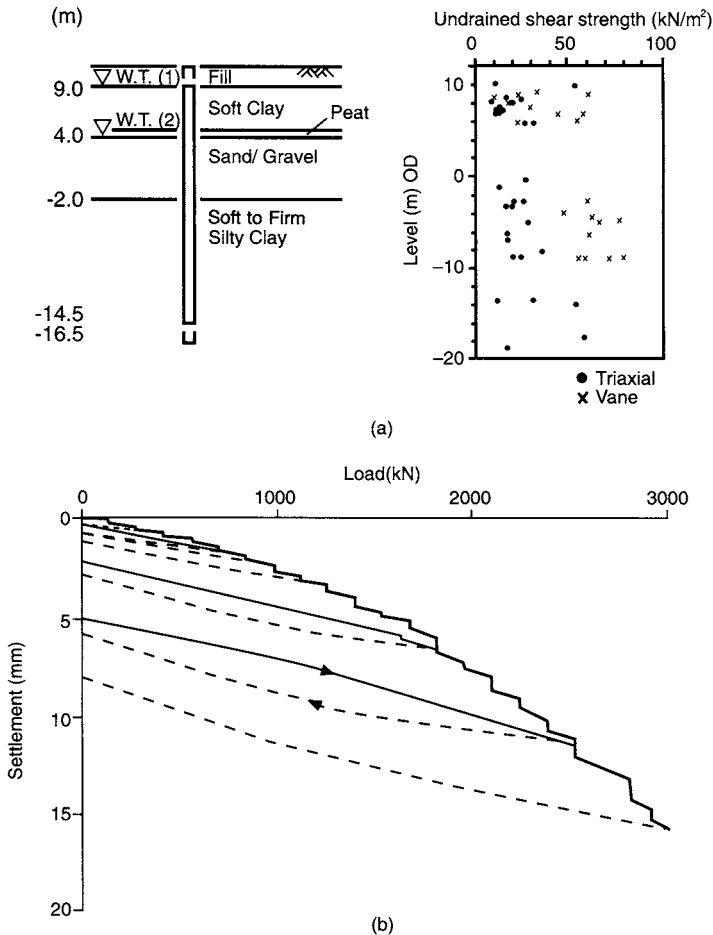 (m)
W.T. (1)
Fill
9.0
Soft Clay
W.T. (2)
Peat
4.0
Sand/ Gravel
-2.0
Soft to Firm
Silty Clay
-14.5
-16.5
Undrained shear strength (kN/m²)
0 50 100
10
0
−10
−20
Level (m) OD
● Triaxial
x Vane
(a)
Load(kN)
0 1000 2000 3000
0
5
10
15
20
Settlement (mm)
(b)